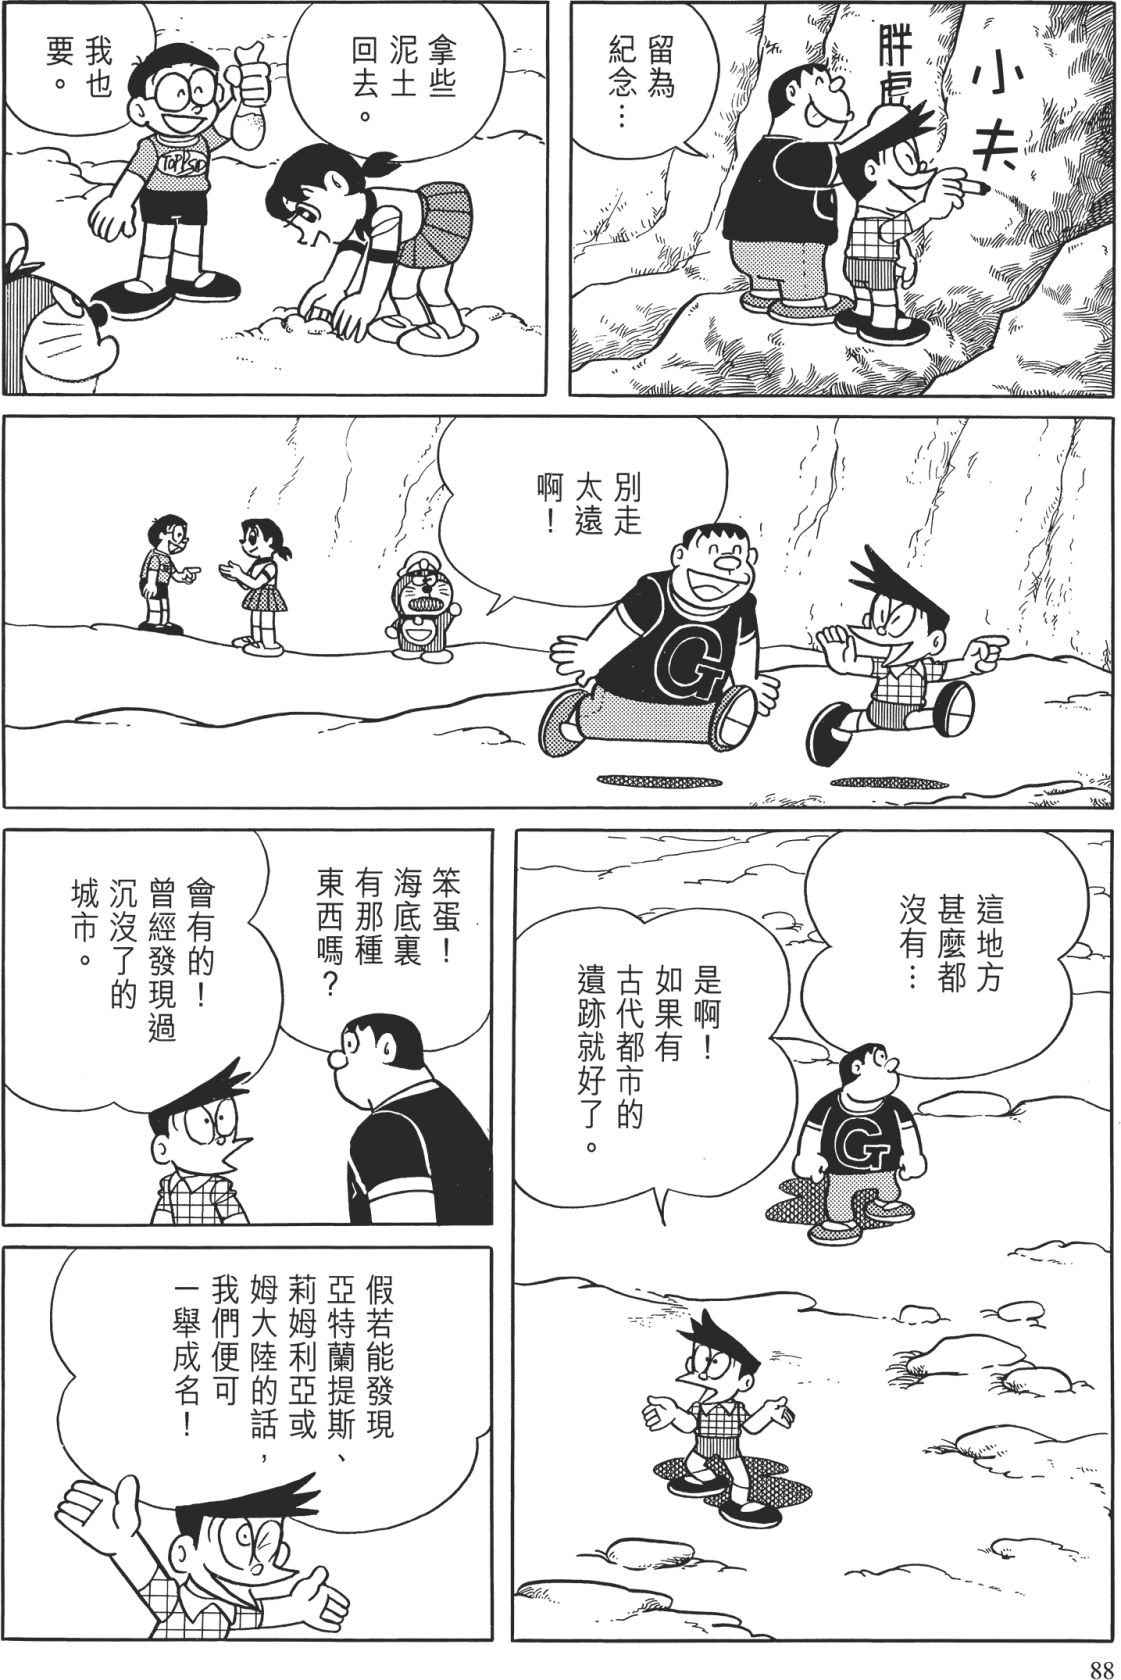 留為
紀念…
胖虎
小夫
拿些
泥土
回去。
我也
要。
TOPKSID
別走
太遠
啊！
G
這地方
甚麼都
沒有…
是啊！
如果有
古代都市的
遺跡就好了。
G
笨蛋！
海底裏
有那種
東西嗎？
會有的！
曾經發現過
沉沒了的
城市。
假若能發現
亞特蘭提斯、
莉姆利亞或
姆大陸的話，
我們便可
一舉成名！
88